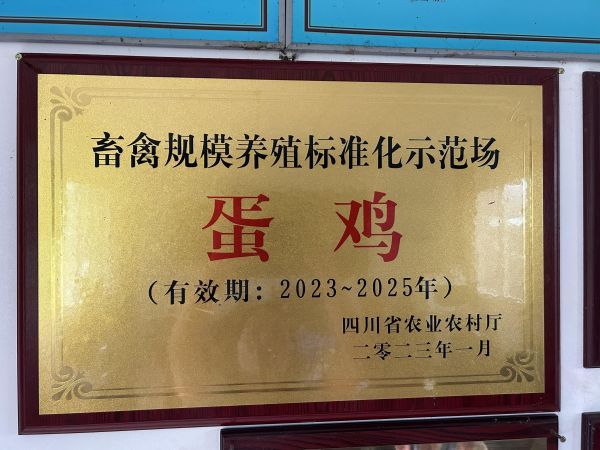 畜禽规模养殖标准化示范场
蛋鸡
（有效期：2023~2025年）
四川省农业农村厅
二零二三年一月